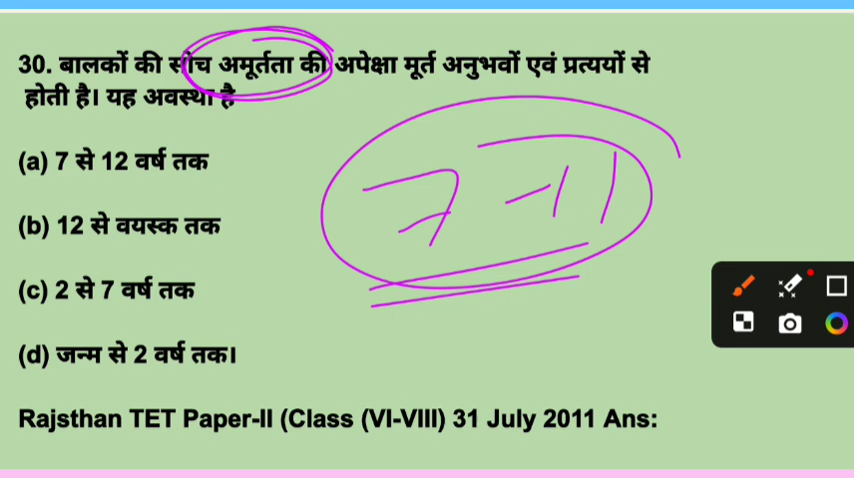 30. बालकों की सोच अमूर्तता की अपेक्षा मूर्त अनुभवों एवं प्रत्ययों से
होती है। यह अवस्था है
(a) 7 से 12 वर्ष तक
7-11
(b) 12 से वयस्क तक
(c) 2 से 7 वर्ष तक
(d) जन्म से 2 वर्ष तक।
Rajsthan TET Paper-II (Class (VI-VIII) 31 July 2011 Ans: